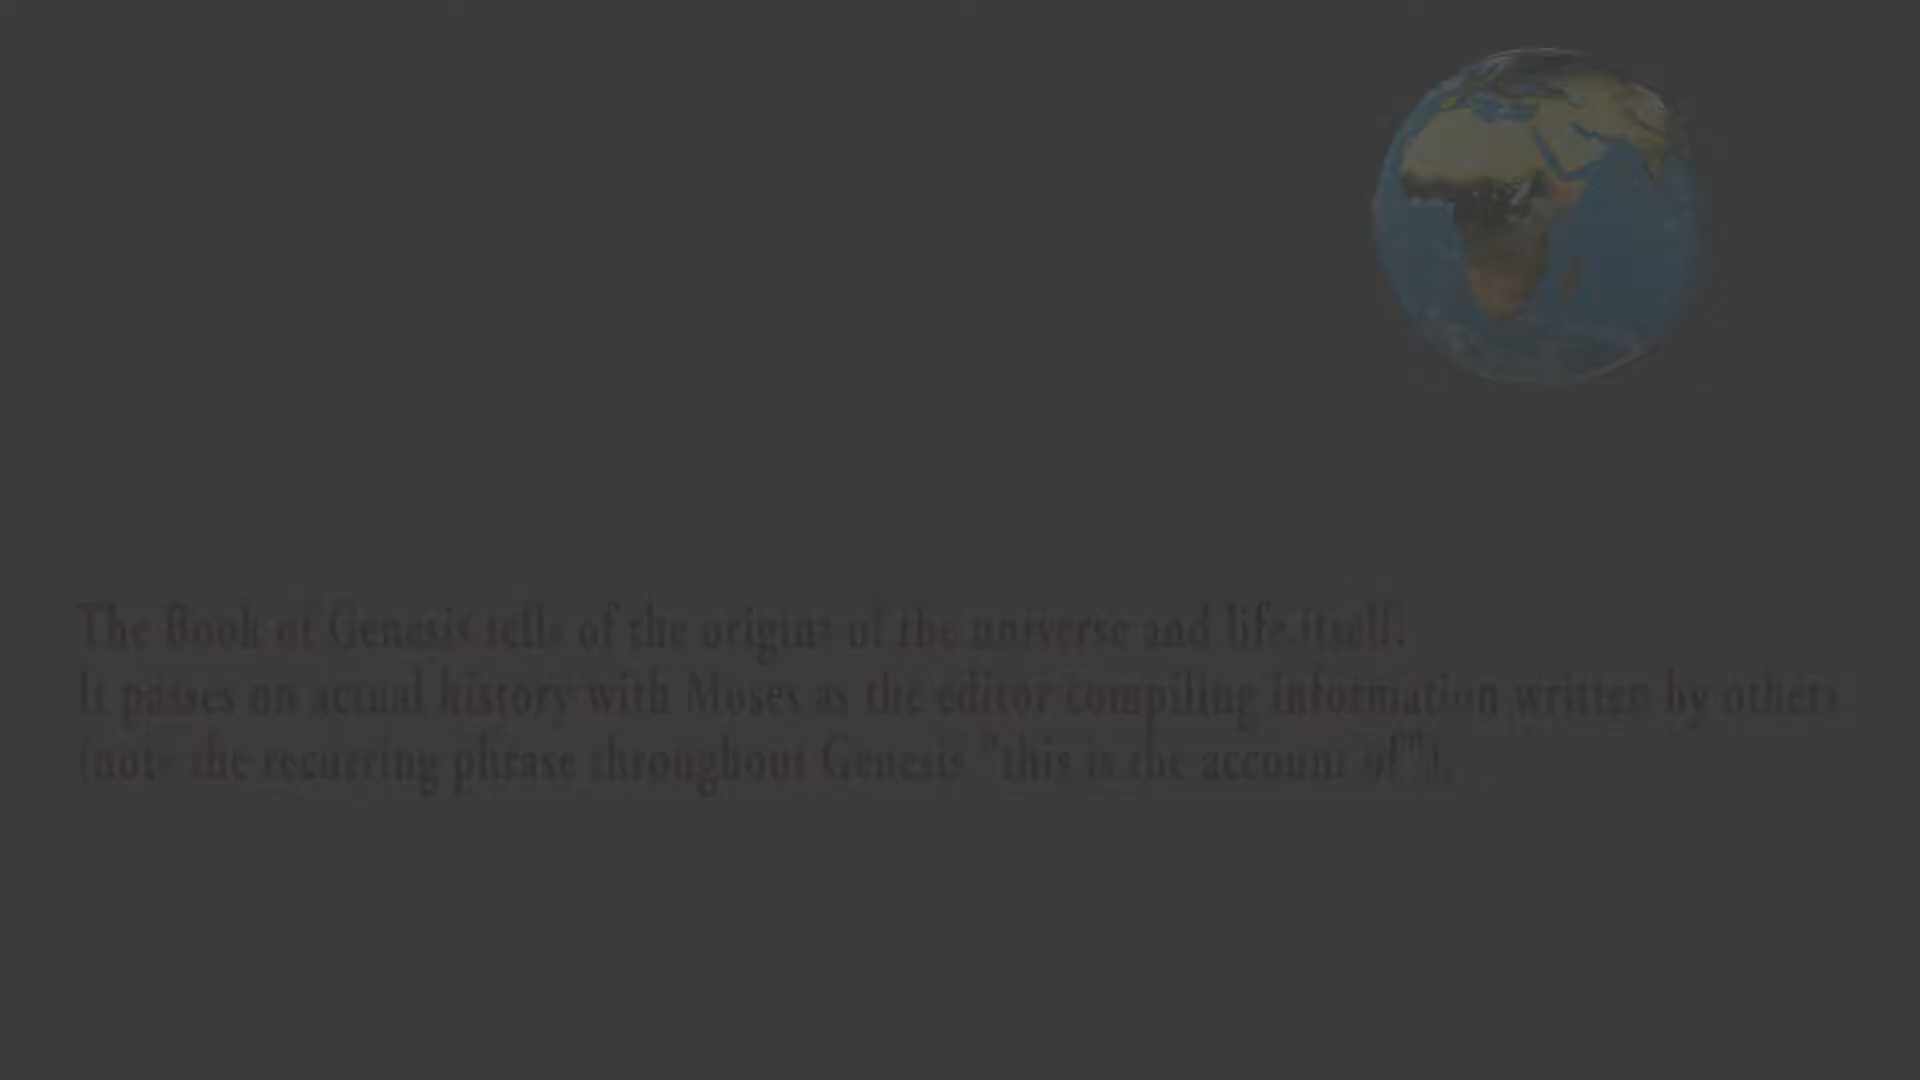 The Book of Genesis tells of the origins of the universe and life itself.
It passes on actual history with Moses as the editor compiling information written by others
(note the recurring phrase throughout Genesis "this is the account of").